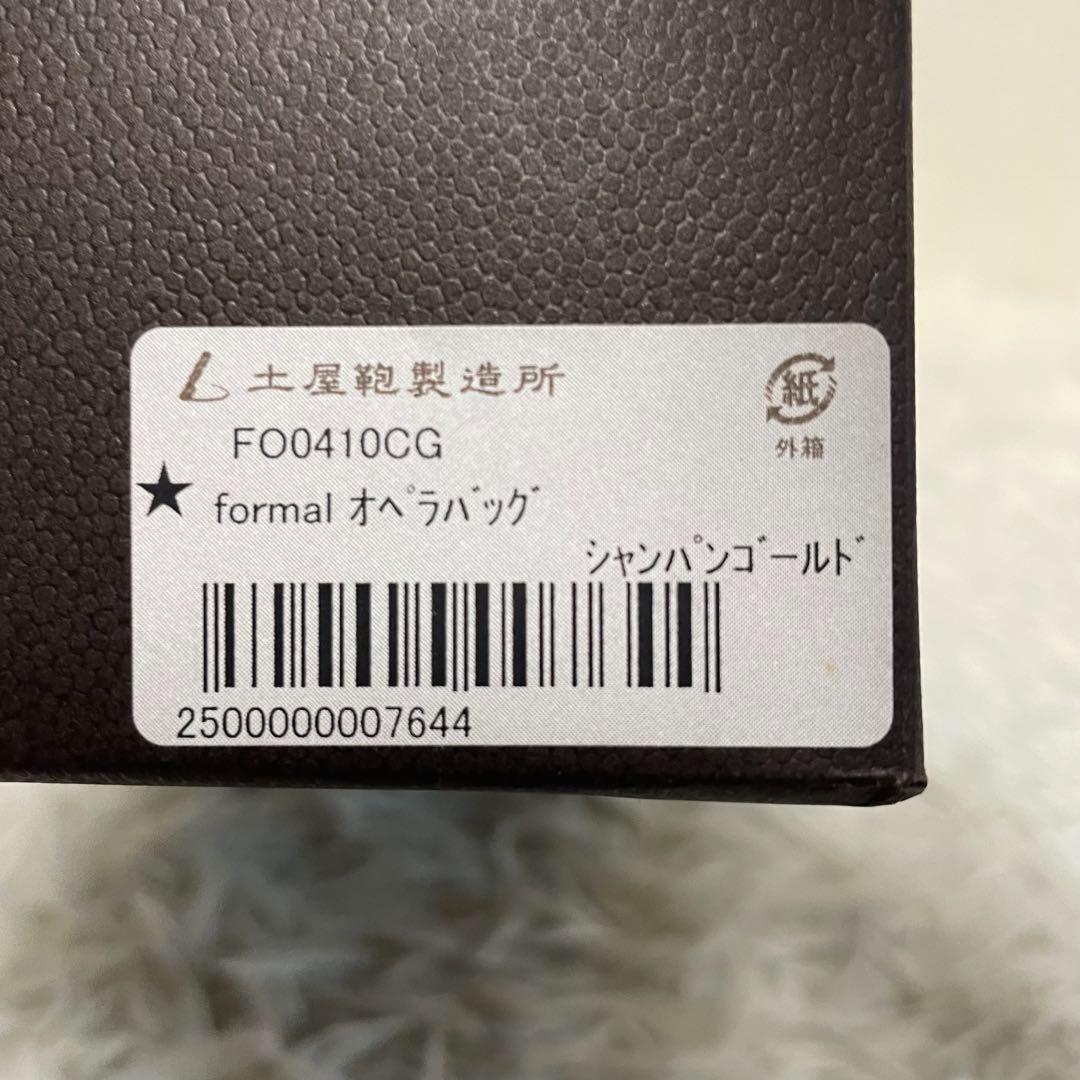 土屋鞄製造所
紙
外箱
FO0410CG
★
formal ｵﾍﾟﾗﾊﾞｯｸﾞ
ｼｬﾝﾊﾟﾝｺﾞｰﾙﾄﾞ
2500000007644